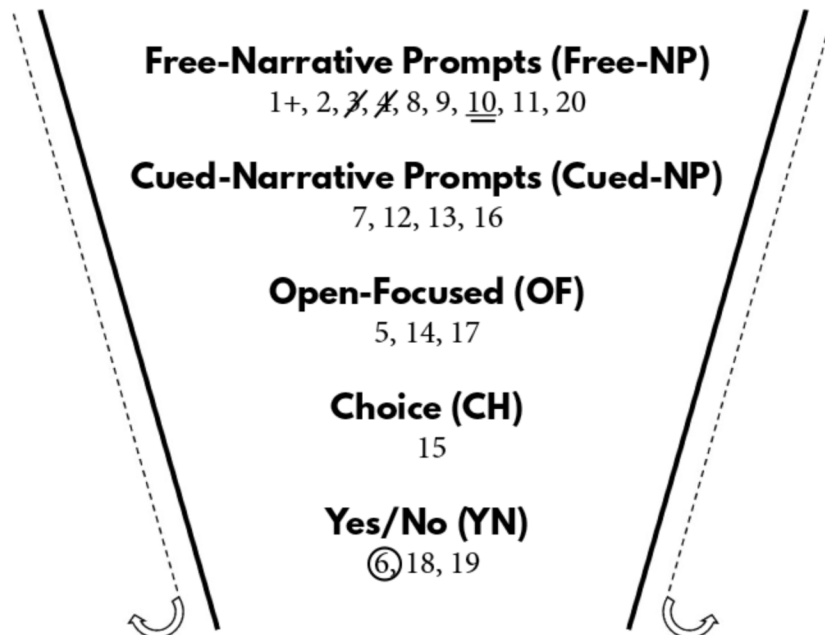 Free-Narrative Prompts (Free-NP)
1+, 2, 3, 4, 8, 9, 10, 11, 20
Cued-Narrative Prompts (Cued-NP)
7, 12, 13, 16
Open-Focused (OF)
5, 14, 17
Choice (CH)
15
Yes/No (YN)
6, 18, 19